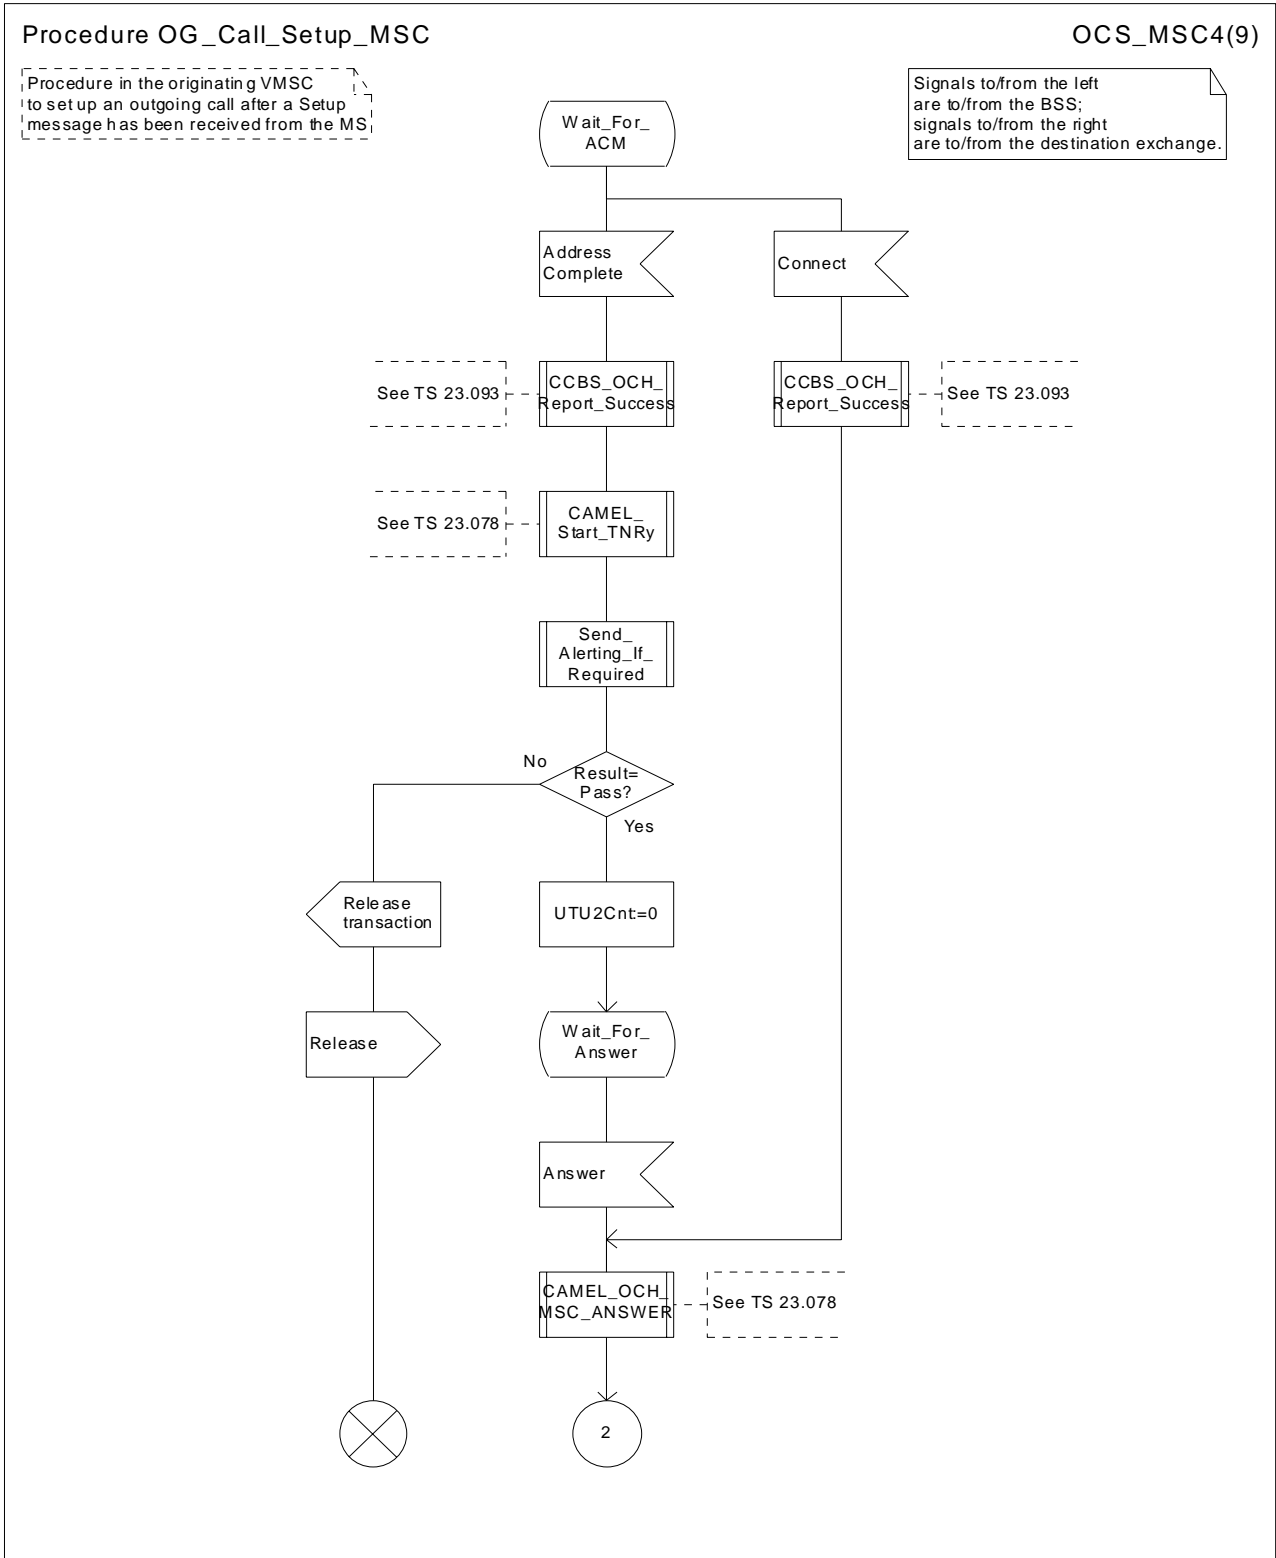 Procedure OG_Call_Setup_MSC
OCS_MSC4(9)
Procedure in the originating VMSC
to set up an outgoing call after a Setup
message has been received from the MS
Signals to/from the left
are to/from the BSS;
signals to/from the right
are to/from the destination exchange.
Wait_For_
ACM
Address
Complete
Connect
See TS 23.093
CCBS_OCH_
Report_Success
CCBS_OCH_
Report_Success
See TS 23.093
See TS 23.078
CAMEL_
Start_TNRy
Send_
Alerting_If_
Required
No
Result=
Pass?
Yes
Release
transaction
UTU2Cnt:=0
Release
Wait_For_
Answer
Answer
CAMEL_OCH_
MSC_ANSWER
See TS 23.078
2